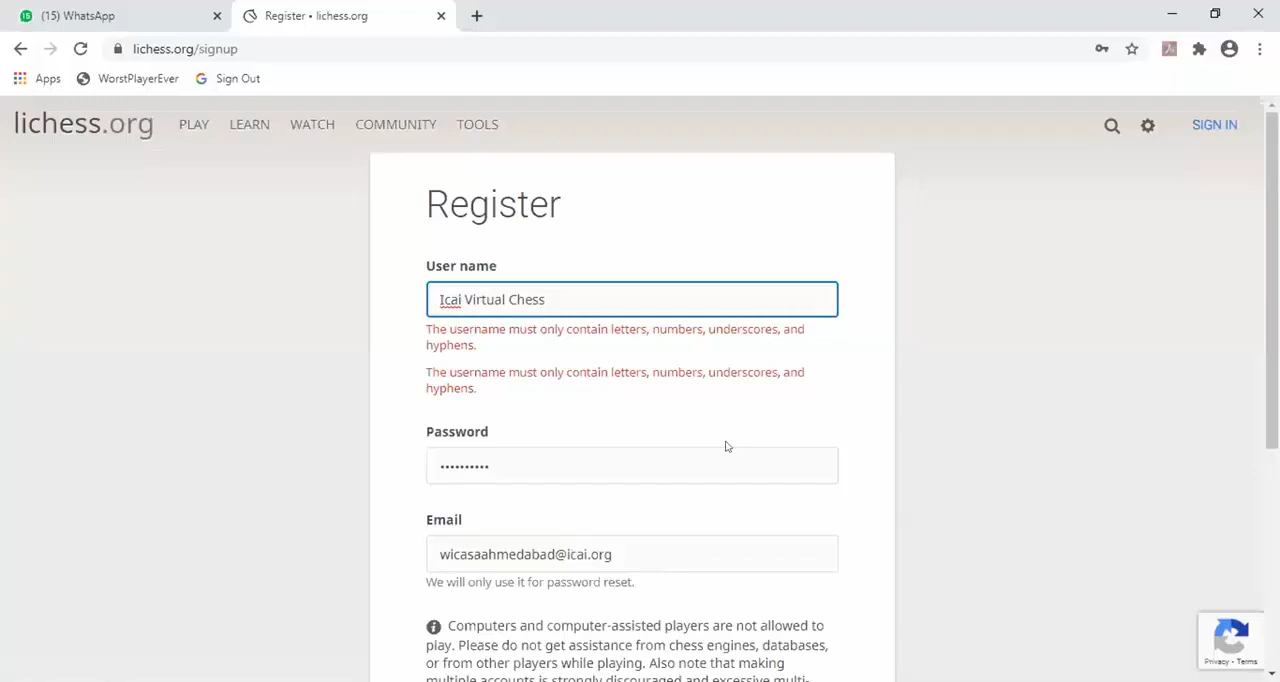 (15) WhatsApp
Register • lichess.org
lichess.org/signup
Apps
WorstPlayerEver
Sign Out
lichess.org
PLAY
LEARN
WATCH
COMMUNITY
TOOLS
SIGN IN
Register
User name
Icai Virtual Chess
The username must only contain letters, numbers, underscores, and
hyphens.
The username must only contain letters, numbers, underscores, and
hyphens.
Password
••••••••••
Email
wicasaahmedabad@icai.org
We will only use it for password reset.
Computers and computer-assisted players are not allowed to
play. Please do not get assistance from chess engines, databases,
or from other players while playing. Also note that making
multiple accounts is strongly discouraged and excessive multi-
Privacy - Terms